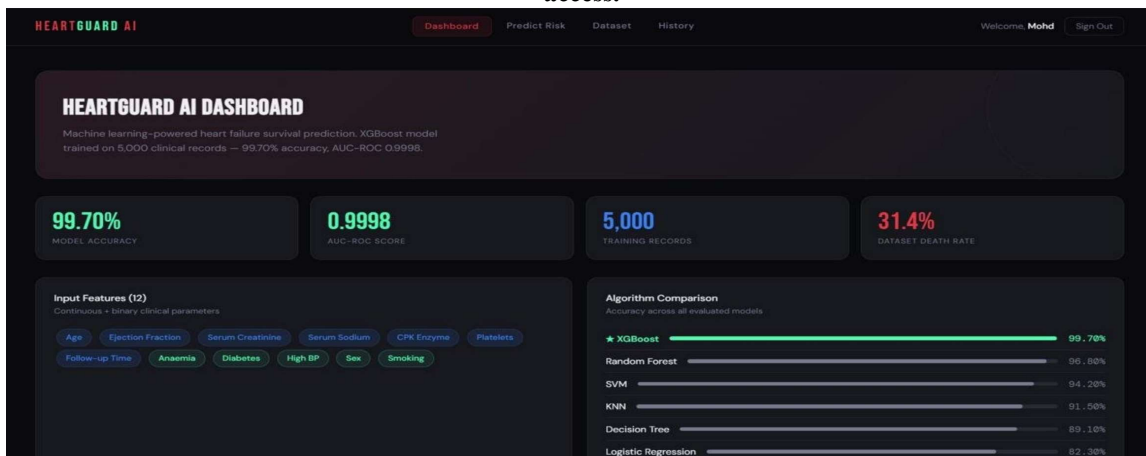 access.
HEARTGUARD AI
Dashboard Predict Risk Dataset History
Welcome, Mohd Sign Out
HEARTGUARD AI DASHBOARD
Machine learning-powered heart failure survival prediction. XGBoost model
trained on 5,000 clinical records — 99.70% accuracy, AUC-ROC 0.9998.
99.70%
MODEL ACCURACY
0.9998
AUC-ROC SCORE
5,000
TRAINING RECORDS
31.4%
DATASET DEATH RATE
Input Features (12)
Continuous + binary clinical parameters
Age Ejection Fraction Serum Creatinine Serum Sodium CPK Enzyme Platelets
Follow-up Time Anaemia Diabetes High BP Sex Smoking
Algorithm Comparison
Accuracy across all evaluated models
★ XGBoost 99.70%
Random Forest 96.80%
SVM 94.20%
KNN 91.50%
Decision Tree 89.10%
Logistic Regression 82.30%